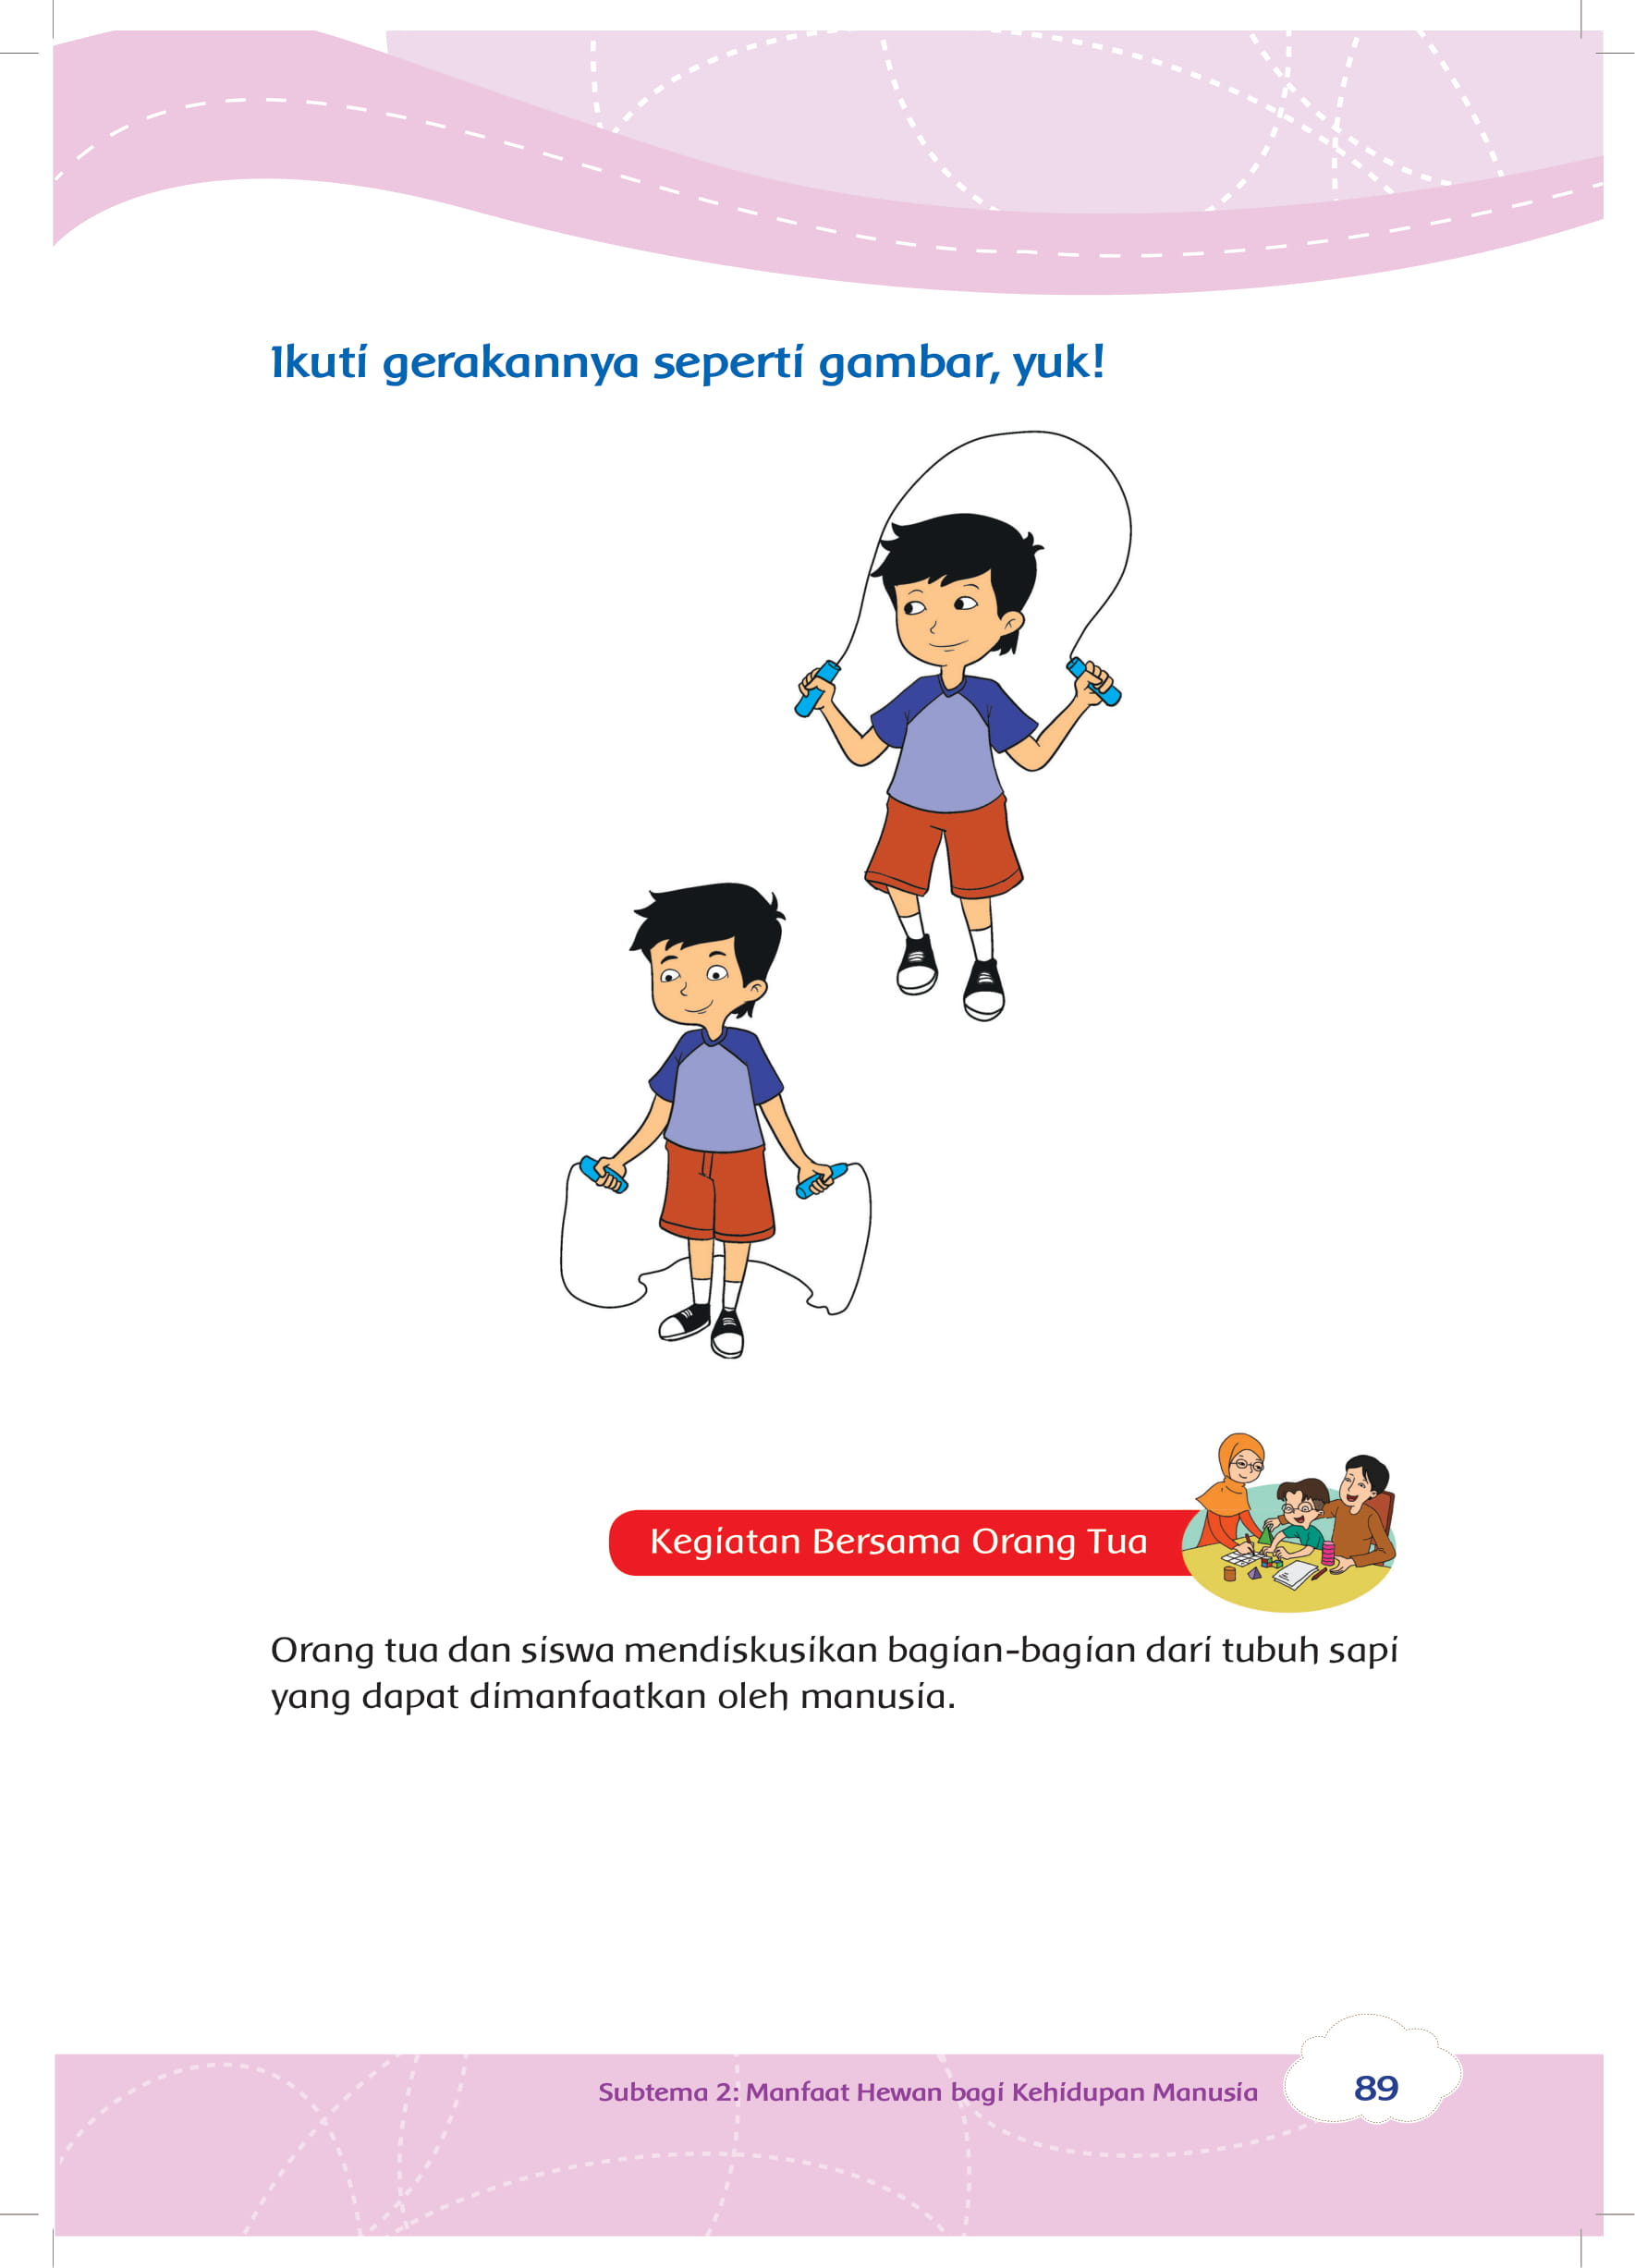 Ikuti gerakannya seperti gambar, yuk!
Kegiatan Bersama Orang Tua
Orang tua dan siswa mendiskusikan bagian-bagian dari tubuh sapi
yang dapat dimanfaatkan oleh manusia.
Subtema 2: Manfaat Hewan bagi Kehidupan Manusia
89